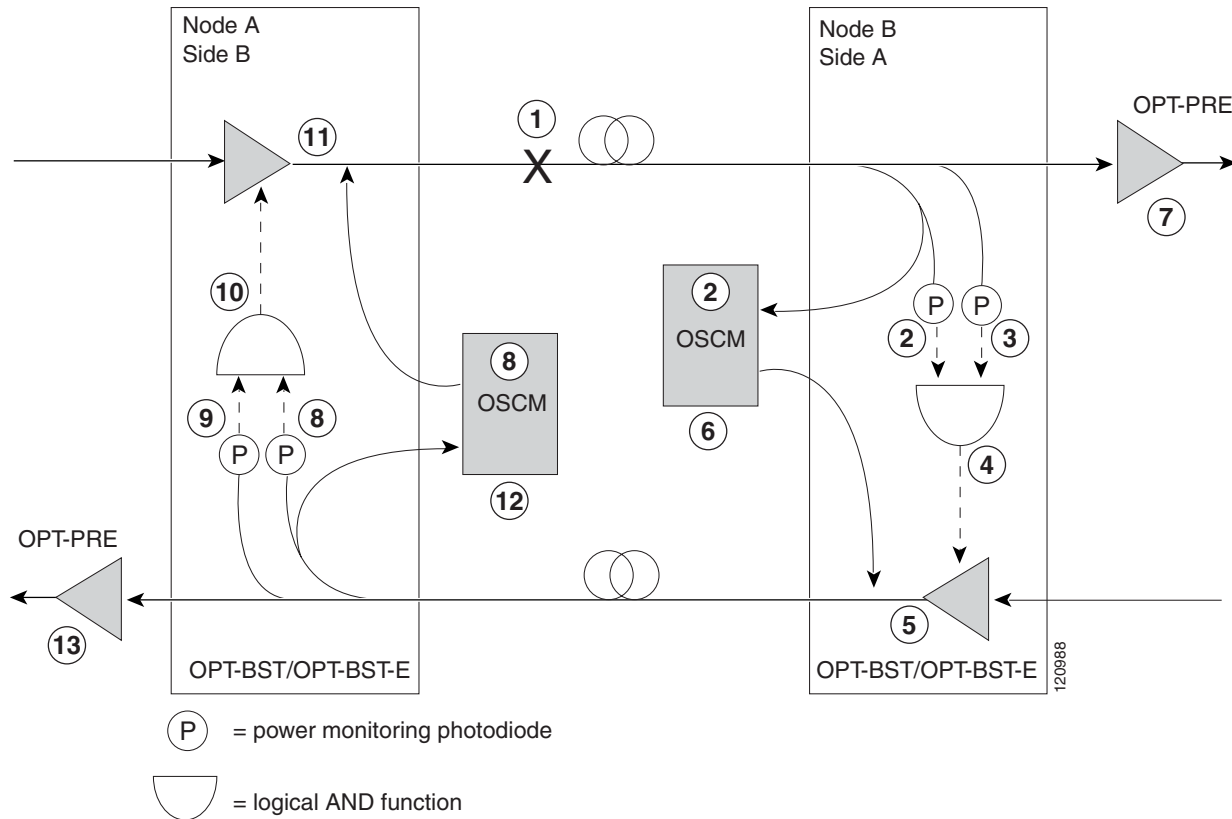 Node A
Side B
Node B
Side A
OPT-PRE
1
11
X
7
10
2
OSCM
P
P
2
3
8
OSCM
9
8
6
P
P
4
12
OPT-PRE
13
5
OPT-BST/OPT-BST-E
OPT-BST/OPT-BST-E
120988
P = power monitoring photodiode
= logical AND function